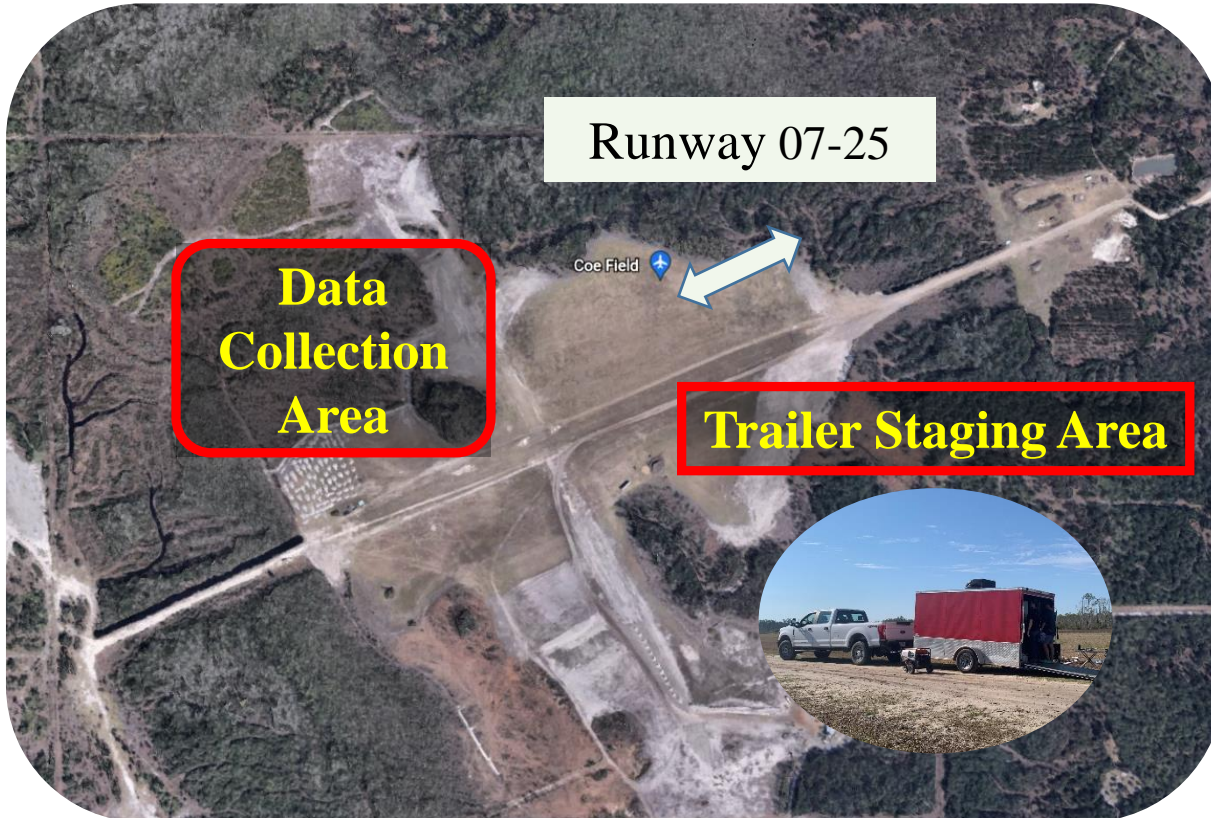 Runway 07-25
Coe Field
Data
Collection
Area
Trailer Staging Area